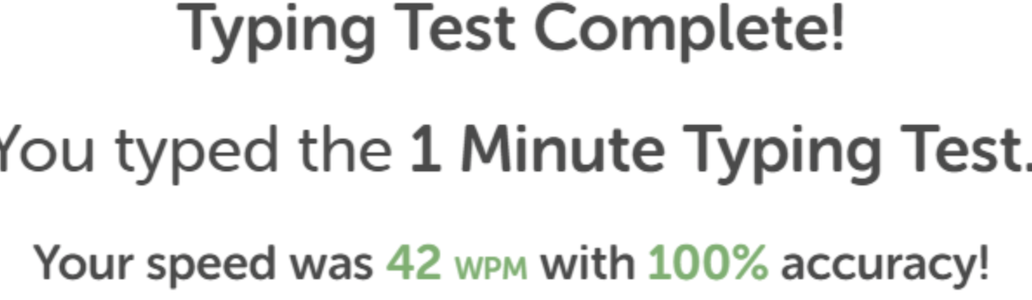 Typing Test Complete!
You typed the 1 Minute Typing Test.
Your speed was 42 WPM with 100% accuracy!